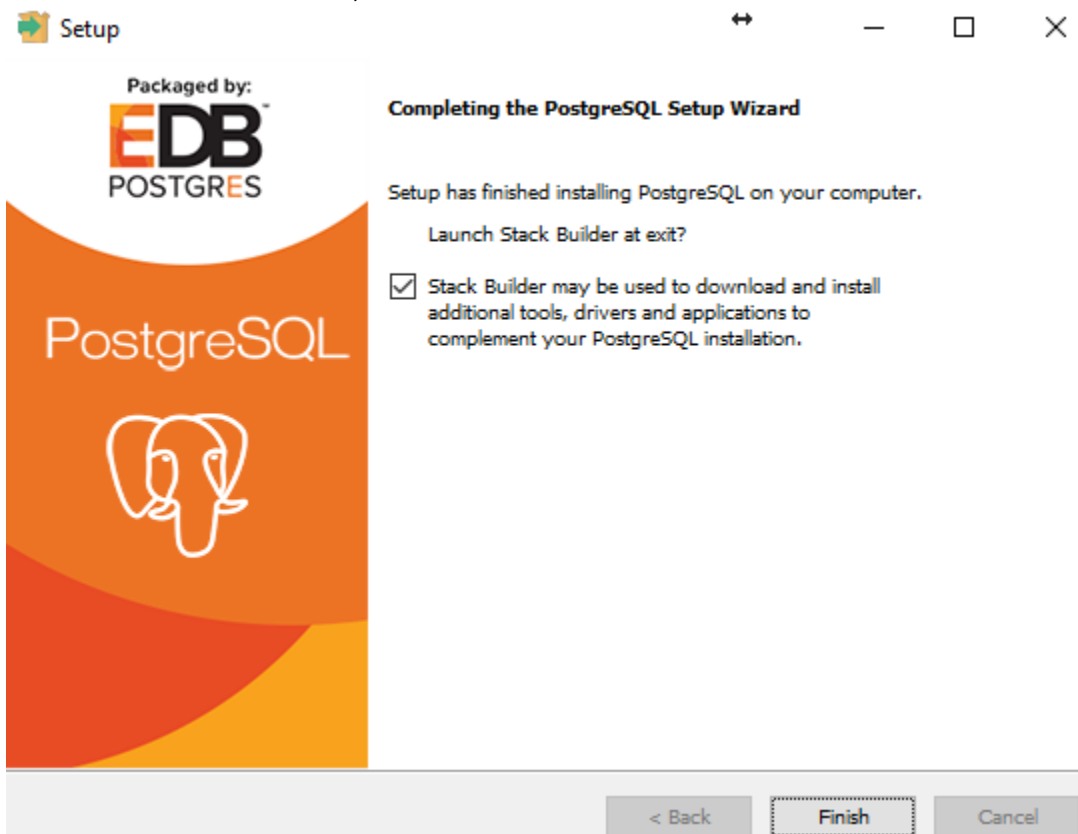 Setup
Packaged by:
EDB™
POSTGRES
PostgreSQL
Completing the PostgreSQL Setup Wizard
Setup has finished installing PostgreSQL on your computer.
Launch Stack Builder at exit?
Stack Builder may be used to download and install
additional tools, drivers and applications to
complement your PostgreSQL installation.
< Back
Finish
Cancel